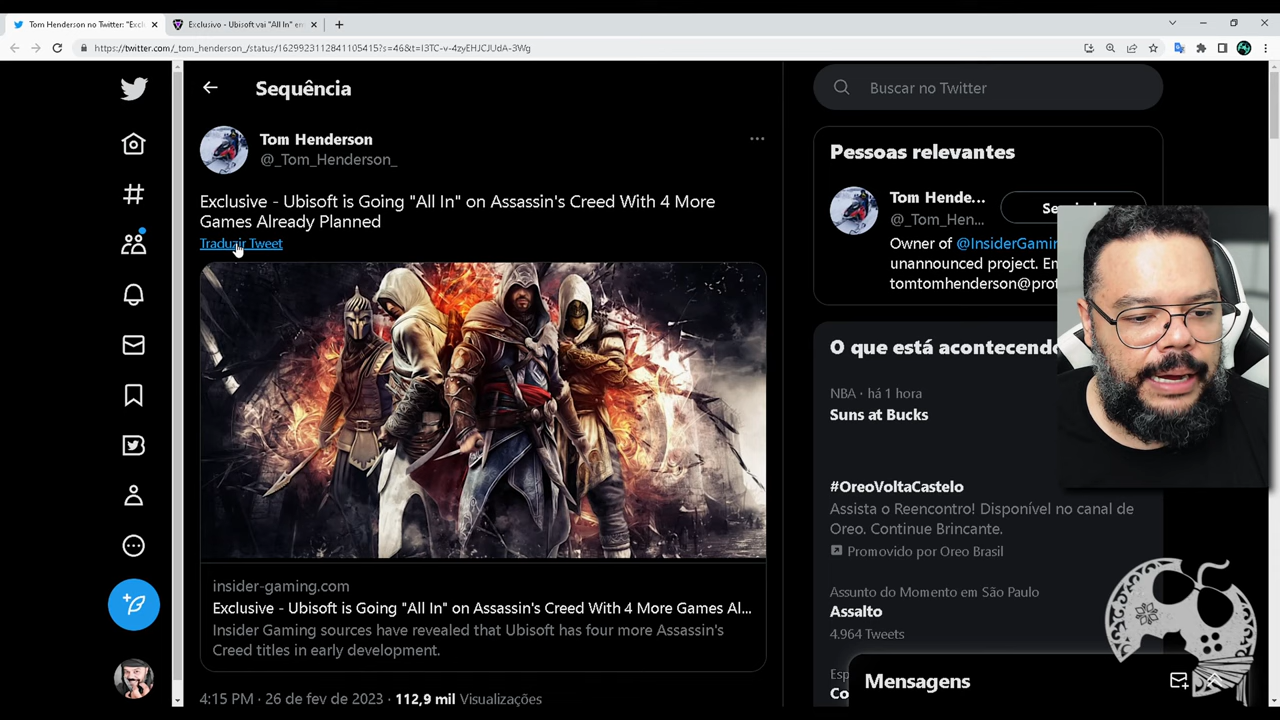 Tom Henderson no Twitter: "Excl
Exclusivo - Ubisoft vai "All In" em
https://twitter.com/_tom_henderson_/status/1629923112841105415?s=46&t=I3TC-v-4zyEHJCJUdA-3Wg
Sequência
Buscar no Twitter
Tom Henderson
@_Tom_Henderson_
Exclusive - Ubisoft is Going "All In" on Assassin's Creed With 4 More
Games Already Planned
Traduzir Tweet
insider-gaming.com
Exclusive - Ubisoft is Going "All In" on Assassin's Creed With 4 More Games Al...
Insider Gaming sources have revealed that Ubisoft has four more Assassin's
Creed titles in early development.
4:15 PM · 26 de fev de 2023 · 112,9 mil Visualizações
Pessoas relevantes
Tom Hende...
@_Tom_Hen...
Owner of @InsiderGamin
unannounced project. Em
tomtomhenderson@prot
O que está acontecendo
NBA · há 1 hora
Suns at Bucks
#OreoVoltaCastelo
Assista o Reencontro! Disponível no canal de
Oreo. Continue Brincante.
Promovido por Oreo Brasil
Assunto do Momento em São Paulo
Assalto
4.964 Tweets
Esp
Co
Mensagens